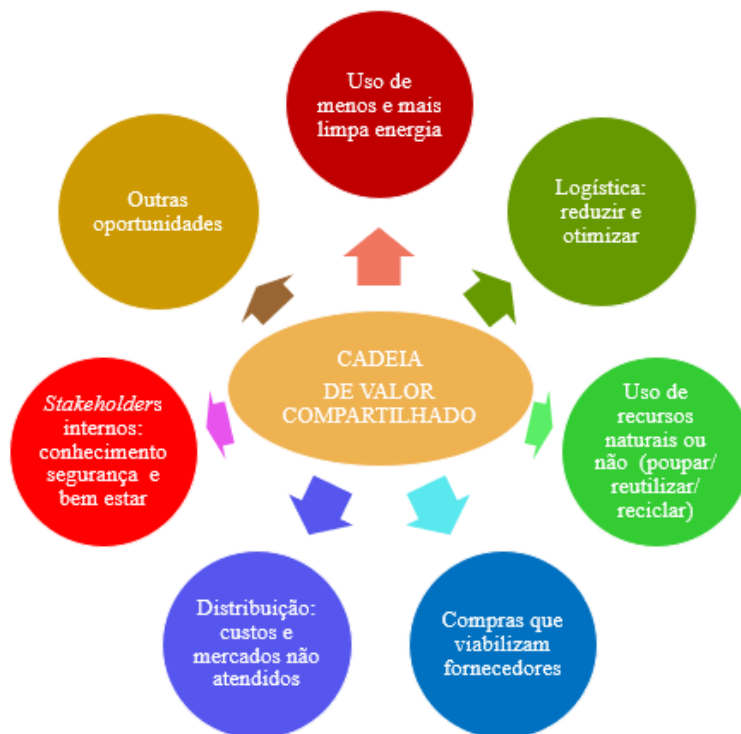 Uso de
menos e mais
limpa energia
Outras
oportunidades
Logística:
reduzir e
otimizar
CADEIA
DE VALOR
COMPARTILHADO
Stakeholders
internos:
conhecimento
segurança e
bem estar
Uso de
recursos
naturais ou
não (poupar/
reutilizar/
reciclar)
Distribuição:
custos e
mercados não
atendidos
Compras que
viabilizam
fornecedores